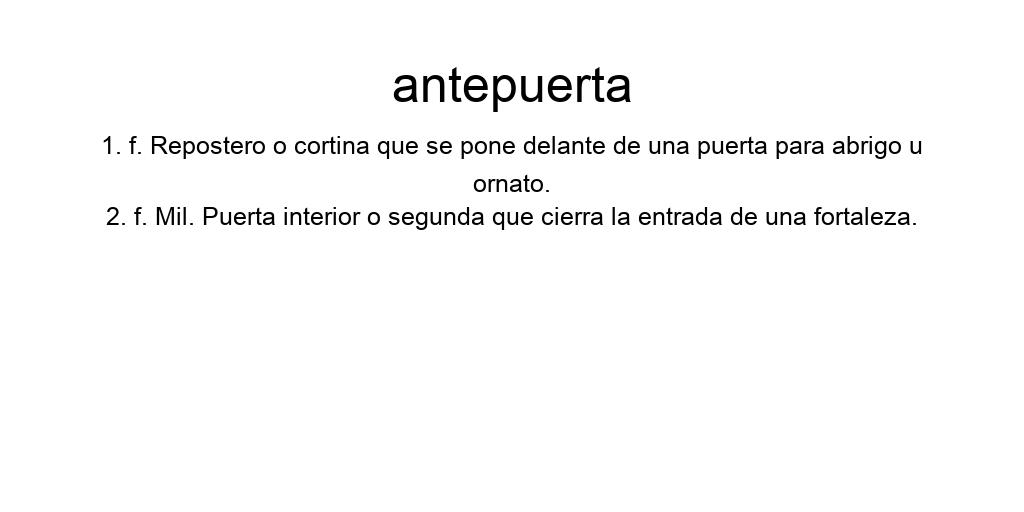 antepuerta
1. f. Repostero o cortina que se pone delante de una puerta para abrigo u
ornato.
2. f. Mil. Puerta interior o segunda que cierra la entrada de una fortaleza.